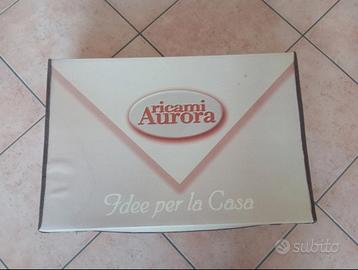 ricami
Aurora
Idee per la Casa
subito